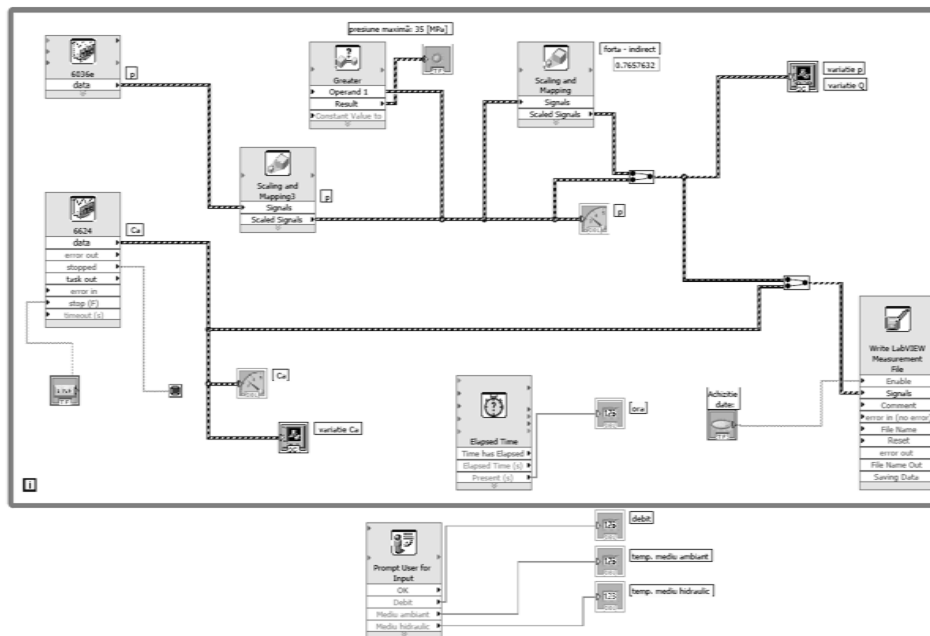 presiune maximă: 35 [MPa]
6036e
data
p
Greater
Operand 1
Result
Constant Value to
Scaling and
Mapping
Signals
Scaled Signals
forta - indirect
0.7657632
variatie p
variatie Q
Scaling and
Mapping3
Signals
Scaled Signals
p
p
6624
data
error out
stopped
task out
error in
stop (F)
timeout (s)
Ca
Ca
variatie Ca
Elapsed Time
Time has Elapsed
Elapsed Time (s)
Present (s)
ora
Achizitie
date:
Write LabVIEW
Measurement
File
Enable
Signals
Comment
error in (no error)
File Name
Reset
error out
File Name Out
Saving Data
i
Prompt User for
Input
OK
Debit
Mediu ambiant
Mediu hidraulic
debit
temp. mediu ambiant
temp. mediu hidraulic